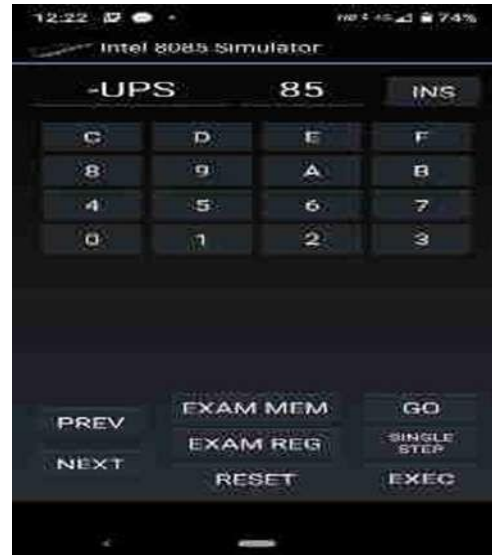 12:22 74%
Intel 8085 Simulator
-UPS 85 INS
C D E F
8 9 A B
4 5 6 7
0 1 2 3
EXAM MEM GO
PREV
EXAM REG SINGLE STEP
NEXT
RESET EXEC